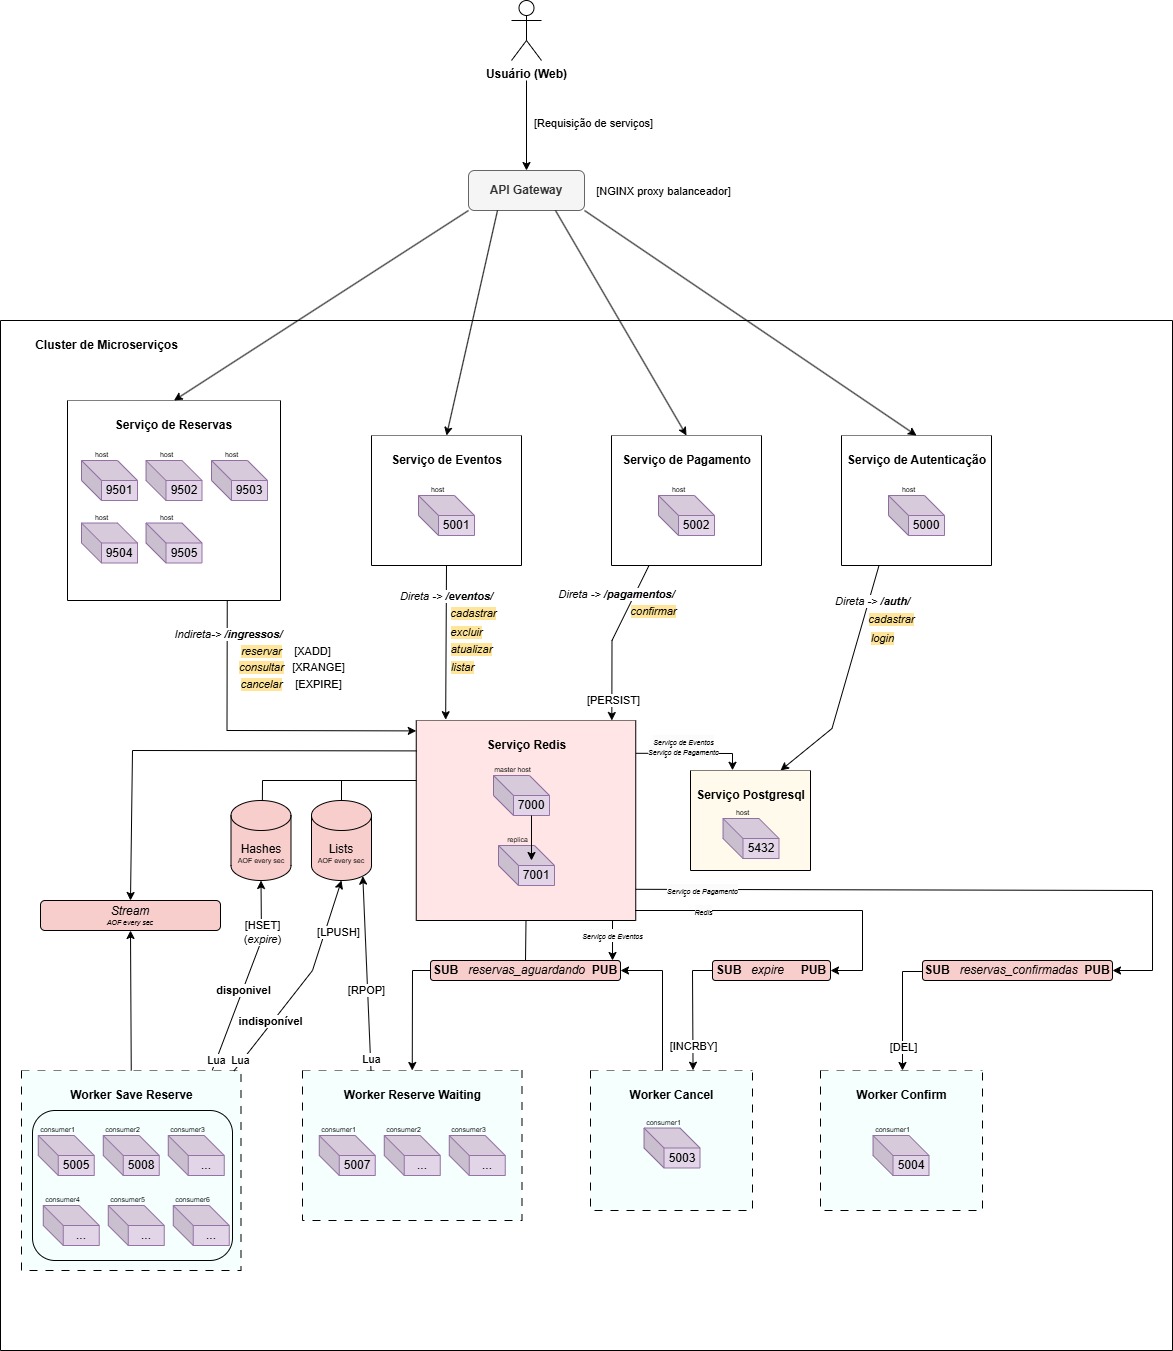 Usuário (Web)
[Requisição de serviços]
API Gateway
[NGINX proxy balanceador]
Cluster de Microserviços
Serviço de Reservas
host
host
host
9501
9502
9503
host
host
9504
9505
Serviço de Eventos
host
5001
Serviço de Pagamento
host
5002
Serviço de Autenticação
host
5000
Indireta-> /ingressos/
reservar [XADD]
consultar [XRANGE]
cancelar [EXPIRE]
Direta -> /eventos/
cadastrar
excluir
atualizar
listar
Direta -> /pagamentos/
confirmar
[PERSIST]
Direta -> /auth/
cadastrar
login
Serviço Redis
master host
7000
replica
7001
Serviço de Eventos
Serviço de Pagamento
Serviço Postgresql
host
5432
Hashes
AOF every sec
Lists
AOF every sec
Stream
AOF every sec
[HSET]
(expire)
[LPUSH]
[RPOP]
disponivel
indisponível
Lua
Lua
Lua
Serviço de Pagamento
Redis
Serviço de Eventos
SUB reservas_aguardando PUB
SUB expire PUB
SUB reservas_confirmadas PUB
[INCRBY]
[DEL]
Worker Save Reserve
consumer1
consumer2
consumer3
5005
5008
...
consumer4
consumer5
consumer6
...
...
...
Worker Reserve Waiting
consumer1
consumer2
consumer3
5007
...
...
Worker Cancel
consumer1
5003
Worker Confirm
consumer1
5004